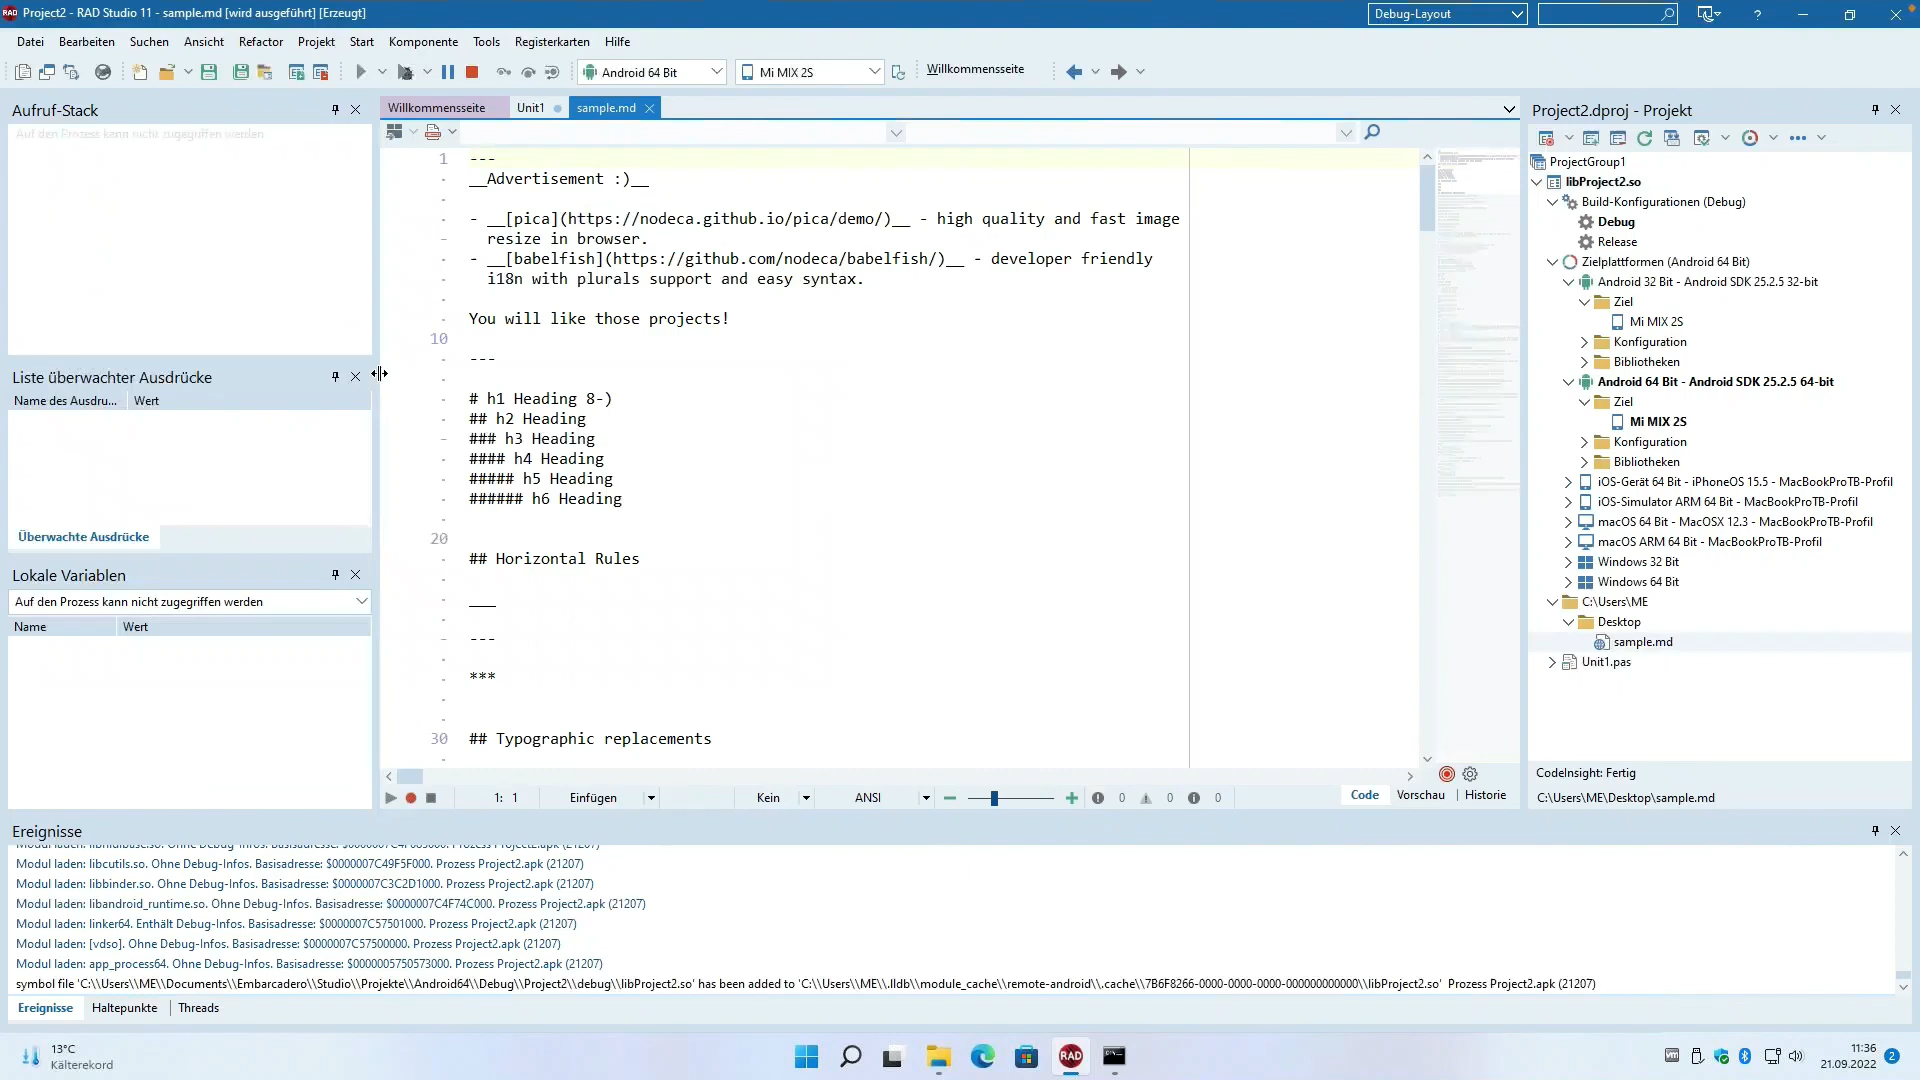 Project2 - RAD Studio 11 - sample.md [wird ausgeführt] [Erzeugt]
Debug-Layout
?
Datei Bearbeiten Suchen Ansicht Refactor Projekt Start Komponente Tools Registerkarten Hilfe
Android 64 Bit
Mi MIX 2S
Willkommensseite
Aufruf-Stack
Auf den Prozess kann nicht zugegriffen werden
Liste überwachter Ausdrücke
Name des Ausdru... Wert
Überwachte Ausdrücke
Lokale Variablen
Auf den Prozess kann nicht zugegriffen werden
Name Wert
Willkommensseite Unit1 sample.md
1 ---
__Advertisement :)__
- __[pica](https://nodeca.github.io/pica/demo/)__ - high quality and fast image
resize in browser.
- __[babelfish](https://github.com/nodeca/babelfish/)__ - developer friendly
i18n with plurals support and easy syntax.
You will like those projects!
10
---
# h1 Heading 8-)
## h2 Heading
### h3 Heading
#### h4 Heading
##### h5 Heading
###### h6 Heading
20
## Horizontal Rules
___
---
***
30 ## Typographic replacements
1: 1 Einfügen Kein ANSI 0 0 0 Code Vorschau Historie
Project2.dproj - Projekt
ProjectGroup1
libProject2.so
Build-Konfigurationen (Debug)
Debug
Release
Zielplattformen (Android 64 Bit)
Android 32 Bit - Android SDK 25.2.5 32-bit
Ziel
Mi MIX 2S
Konfiguration
Bibliotheken
Android 64 Bit - Android SDK 25.2.5 64-bit
Ziel
Mi MIX 2S
Konfiguration
Bibliotheken
iOS-Gerät 64 Bit - iPhoneOS 15.5 - MacBookProTB-Profil
iOS-Simulator ARM 64 Bit - MacBookProTB-Profil
macOS 64 Bit - MacOSX 12.3 - MacBookProTB-Profil
macOS ARM 64 Bit - MacBookProTB-Profil
Windows 32 Bit
Windows 64 Bit
C:\Users\ME
Desktop
sample.md
Unit1.pas
CodeInsight: Fertig
C:\Users\ME\Desktop\sample.md
Ereignisse
Modul laden: libcutils.so. Ohne Debug-Infos. Basisadresse: $0000007C49F5F000. Prozess Project2.apk (21207)
Modul laden: libbinder.so. Ohne Debug-Infos. Basisadresse: $0000007C3C2D1000. Prozess Project2.apk (21207)
Modul laden: libandroid_runtime.so. Ohne Debug-Infos. Basisadresse: $0000007C4F74C000. Prozess Project2.apk (21207)
Modul laden: linker64. Enthält Debug-Infos. Basisadresse: $0000007C57501000. Prozess Project2.apk (21207)
Modul laden: [vdso]. Ohne Debug-Infos. Basisadresse: $0000007C57500000. Prozess Project2.apk (21207)
Modul laden: app_process64. Ohne Debug-Infos. Basisadresse: $0000005750573000. Prozess Project2.apk (21207)
symbol file 'C:\\Users\\ME\\Documents\\Embarcadero\\Studio\\Projekte\\Android64\\Debug\\Project2\\debug\\libProject2.so' has been added to 'C:\\Users\\ME\\.lldb\\module_cache\\remote-android\\.cache\\7B6F8266-0000-0000-0000-000000000000\\libProject2.so' Prozess Project2.apk (21207)
Ereignisse Haltepunkte Threads
13°C
Kälterekord
RAD
11:36
21.09.2022
2